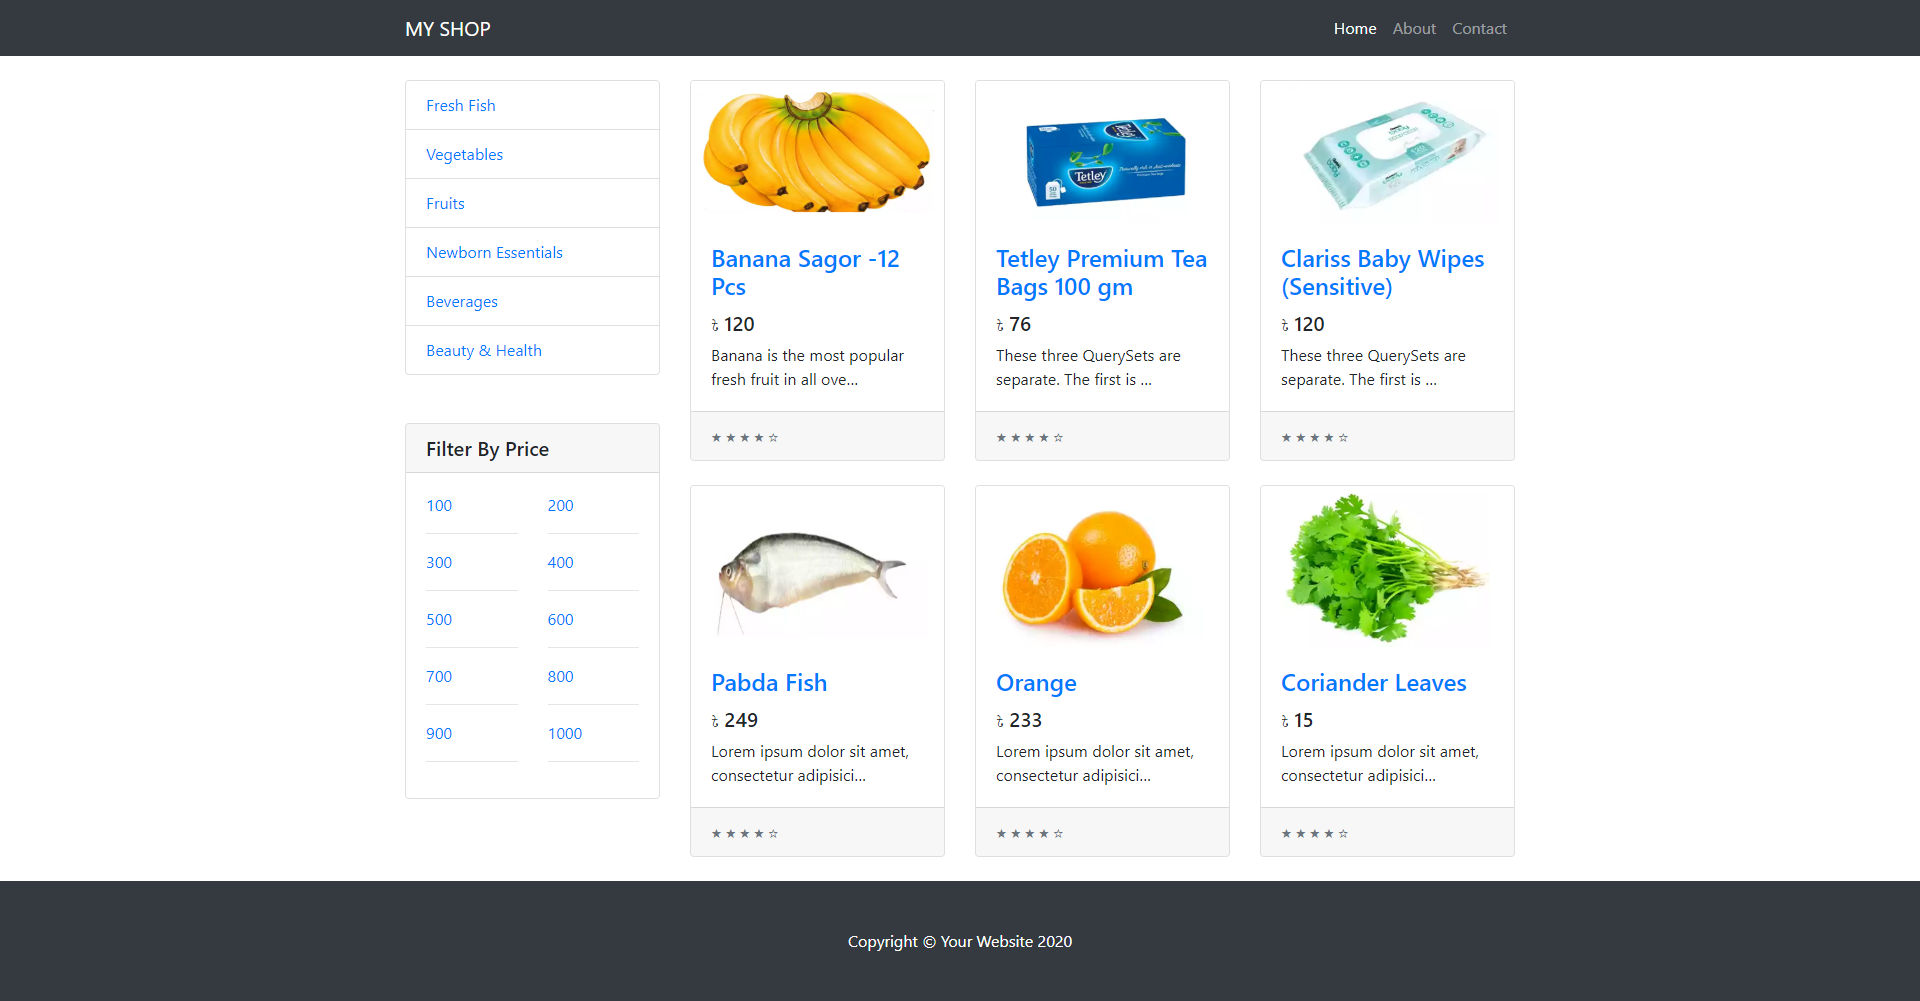 MY SHOP
Home About Contact
Fresh Fish
Vegetables
Fruits
Newborn Essentials
Beverages
Beauty & Health
Filter By Price
100 200
300 400
500 600
700 800
900 1000
Banana Sagor -12
Pcs
৳ 120
Banana is the most popular
fresh fruit in all ove...
★ ★ ★ ★ ☆
Tetley
Tetley
50
Tetley Premium Tea
Bags 100 gm
৳ 76
These three QuerySets are
separate. The first is ...
★ ★ ★ ★ ☆
baby
Clariss Baby Wipes
(Sensitive)
৳ 120
These three QuerySets are
separate. The first is ...
★ ★ ★ ★ ☆
Pabda Fish
৳ 249
Lorem ipsum dolor sit amet,
consectetur adipisici...
★ ★ ★ ★ ☆
Orange
৳ 233
Lorem ipsum dolor sit amet,
consectetur adipisici...
★ ★ ★ ★ ☆
Coriander Leaves
৳ 15
Lorem ipsum dolor sit amet,
consectetur adipisici...
★ ★ ★ ★ ☆
Copyright © Your Website 2020